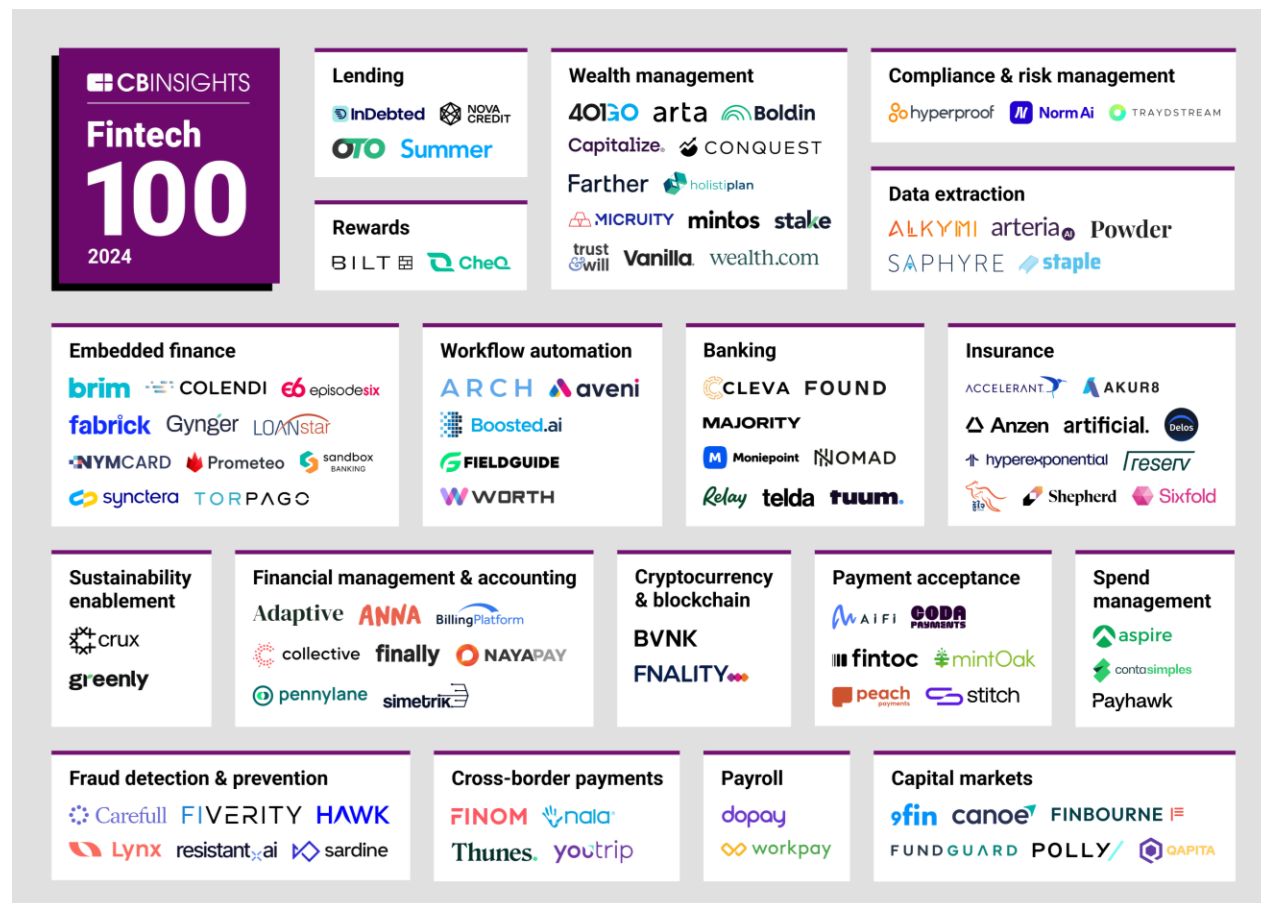 CBINSIGHTS
Fintech
100
2024
Lending
InDebted NOVA CREDIT
OTO Summer
Rewards
BILT CheQ
Wealth management
401GO arta Boldin
Capitalize. CONQUEST
Farther holistiplan
MICRUITY mintos stake
trust &will Vanilla. wealth.com
Compliance & risk management
hyperproof Norm Ai TRAYDSTREAM
Data extraction
ALKYMI arteria AI Powder
SAPHYRE staple
Embedded finance
brim COLENDI e6 episodesix
fabrick Gynger LOANstar
NYMCARD Prometeo sandbox BANKING
synctera TORPAGO
Workflow automation
ARCH aveni
Boosted.ai
FIELDGUIDE
WORTH
Banking
CLEVA FOUND
MAJORITY
M Moniepoint NOMAD
Relay telda tuum.
Insurance
ACCELERANT AKUR8
Anzen artificial. Delos
hyperexponential reserv
Shepherd Sixfold
Sustainability
enablement
crux
greenly
Financial management & accounting
Adaptive ANNA BillingPlatform
collective finally NAYAPAY
pennylane simetrik
Cryptocurrency
& blockchain
BVNK
FNALITY
Payment acceptance
AiFi CODA PAYMENTS
fintoc mintOak
peach payments stitch
Spend
management
aspire
contasimples
Payhawk
Fraud detection & prevention
Carefull FIVERITY HAWK
Lynx resistant ai sardine
Cross-border payments
FINOM nala
Thunes. youtrip
Payroll
dopay
workpay
Capital markets
9fin canoe FINBOURNE
FUNDGUARD POLLY QAPITA